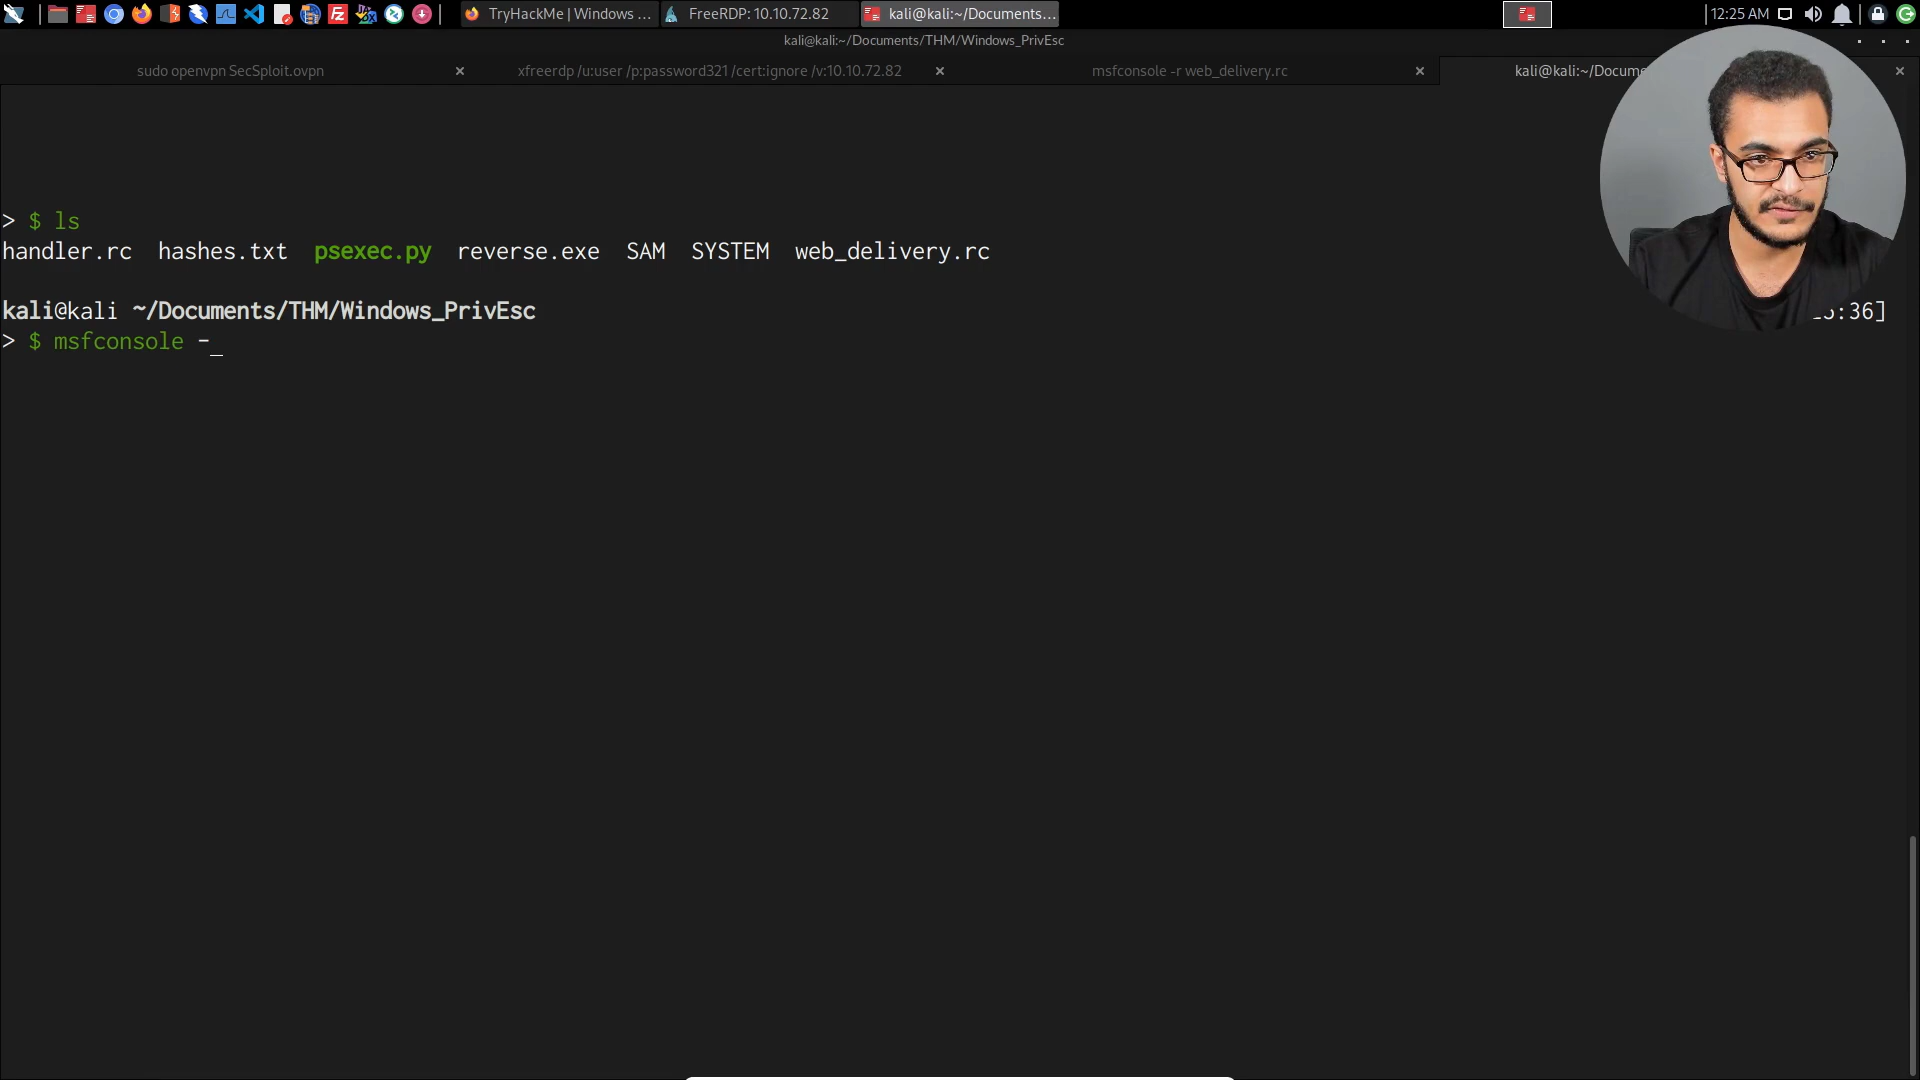 TryHackMe | Windows ...
FreeRDP: 10.10.72.82
kali@kali:~/Documents...
12:25 AM
kali@kali:~/Documents/THM/Windows_PrivEsc
sudo openvpn SecSploit.ovpn
xfreerdp /u:user /p:password321 /cert:ignore /v:10.10.72.82
msfconsole -r web_delivery.rc
kali@kali:~/Docume
> $ ls
handler.rc hashes.txt psexec.py reverse.exe SAM SYSTEM web_delivery.rc
kali@kali ~/Documents/THM/Windows_PrivEsc
:36]
> $ msfconsole -_